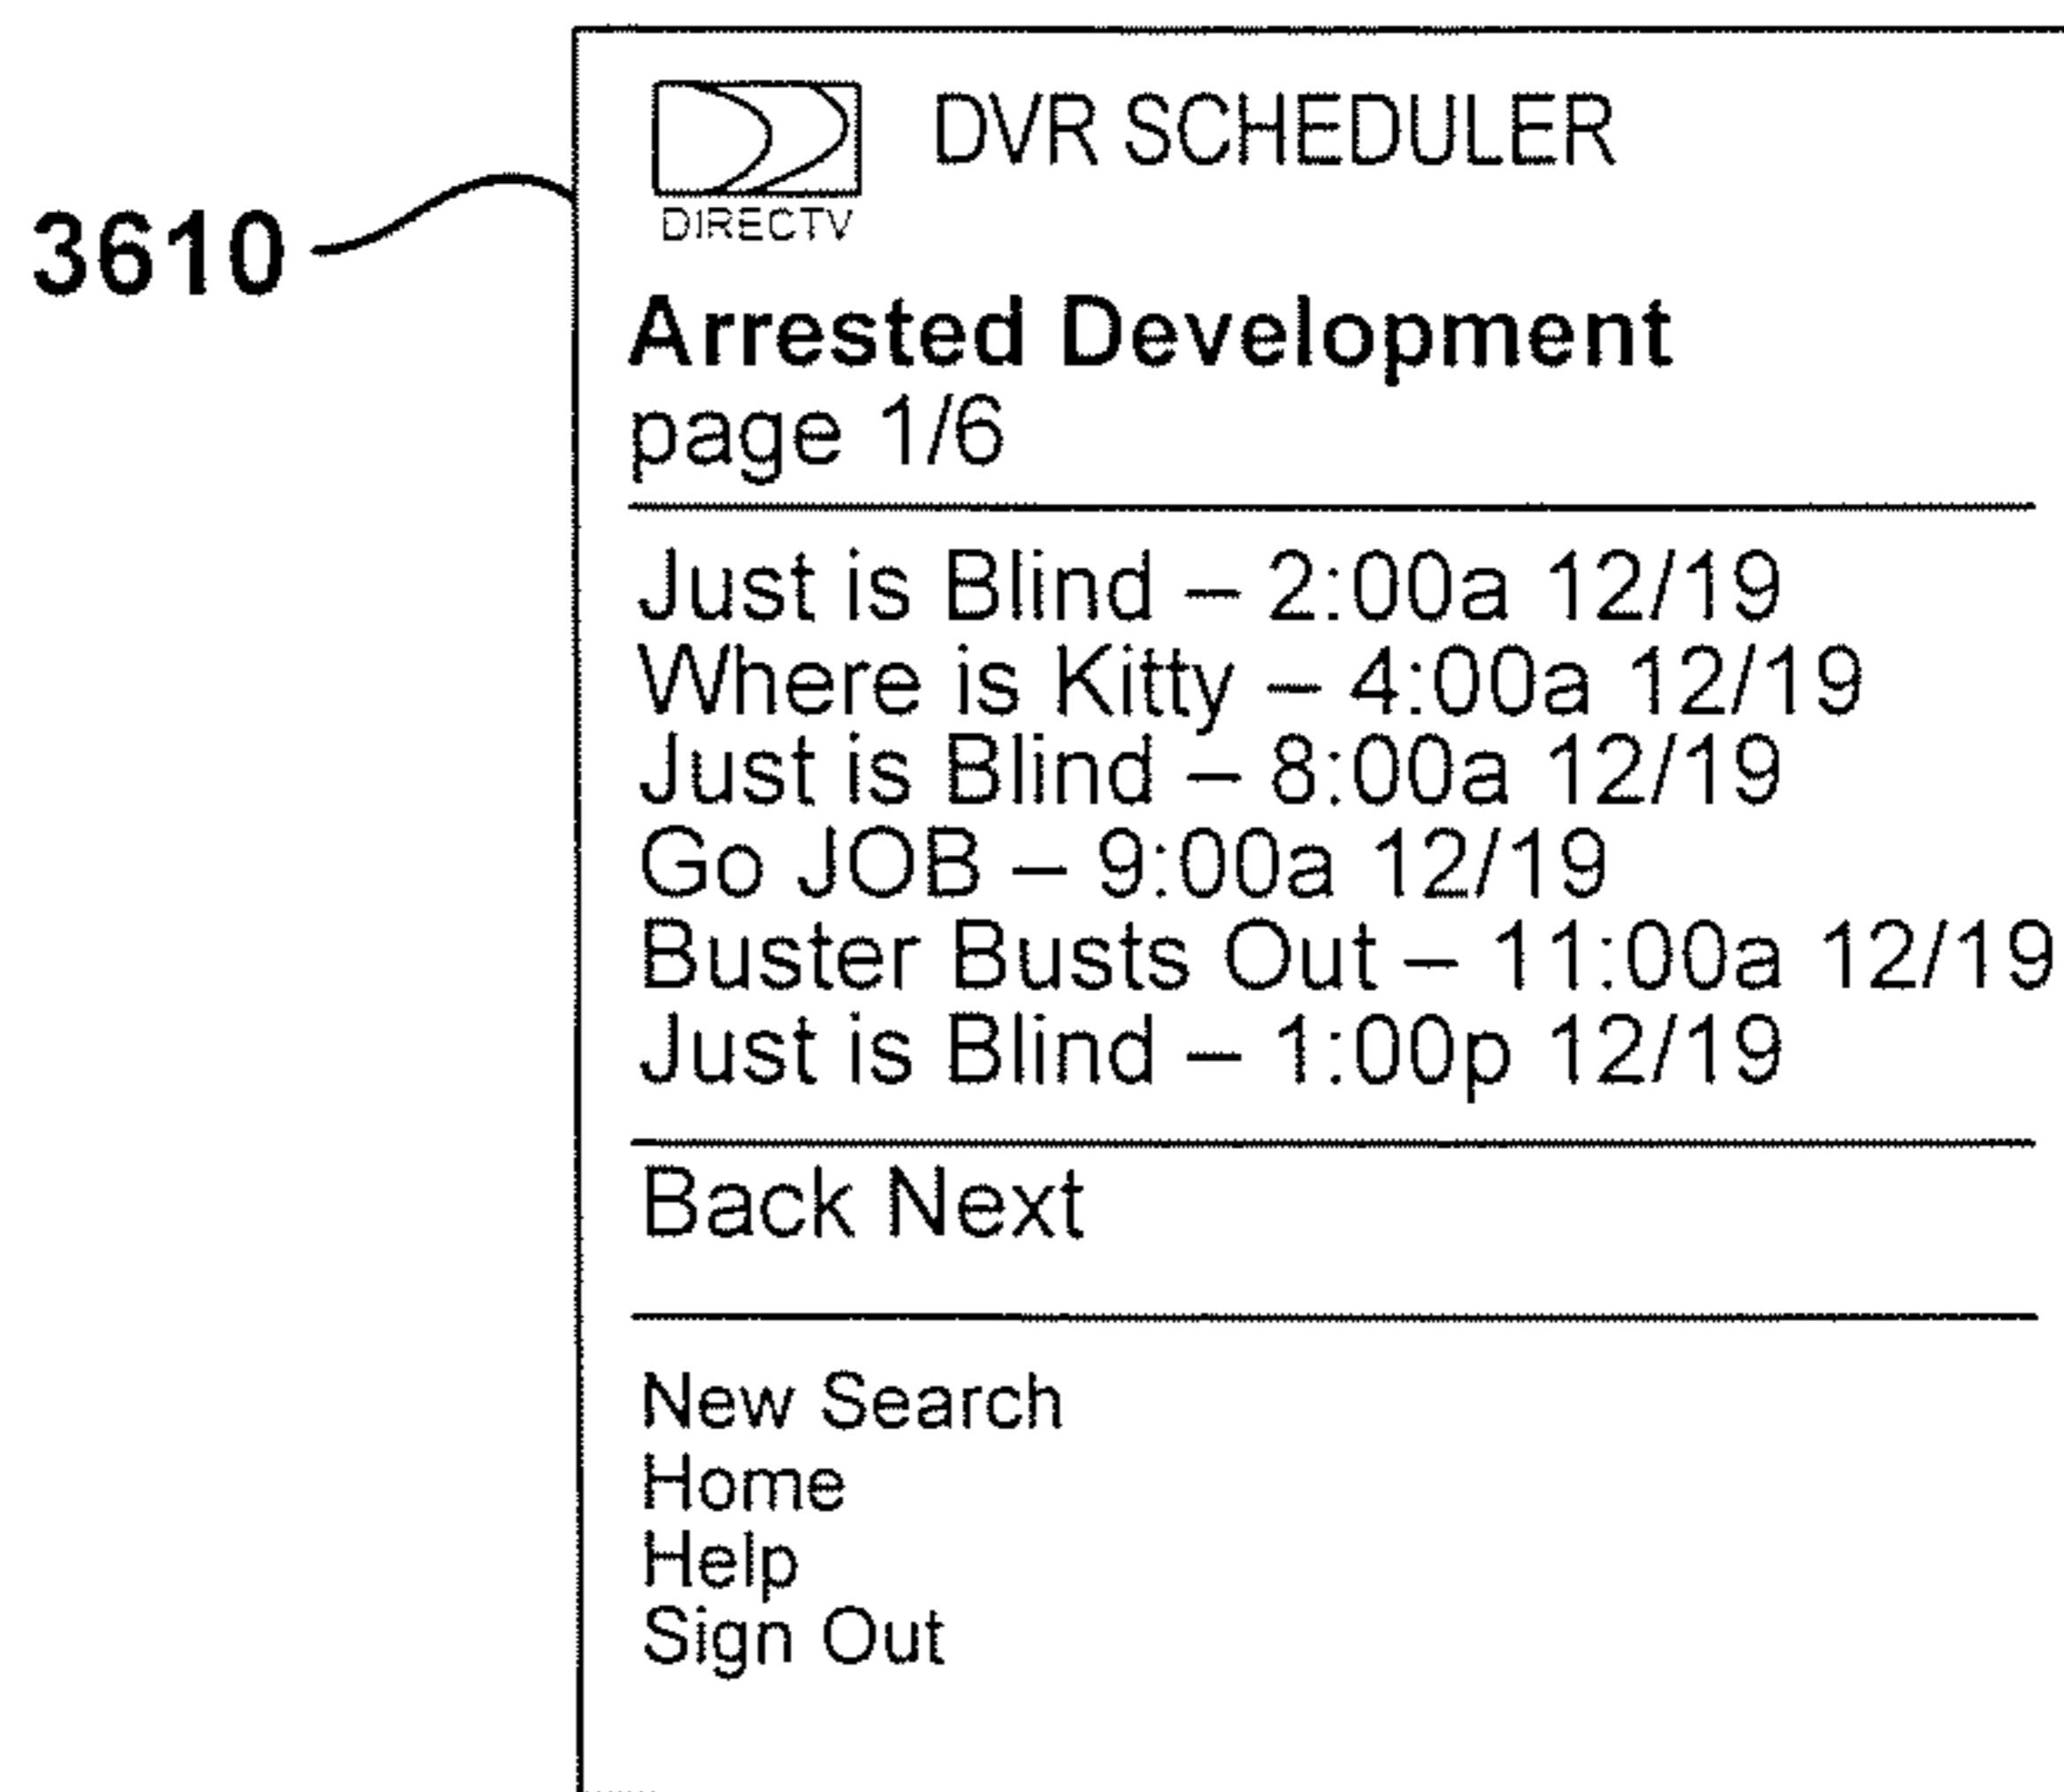 DVR SCHEDULER
DIRECTV
3610
Arrested Development
page 1/6
Just is Blind – 2:00a 12/19
Where is Kitty – 4:00a 12/19
Just is Blind – 8:00a 12/19
Go JOB – 9:00a 12/19
Buster Busts Out – 11:00a 12/19
Just is Blind – 1:00p 12/19
Back Next
New Search
Home
Help
Sign Out